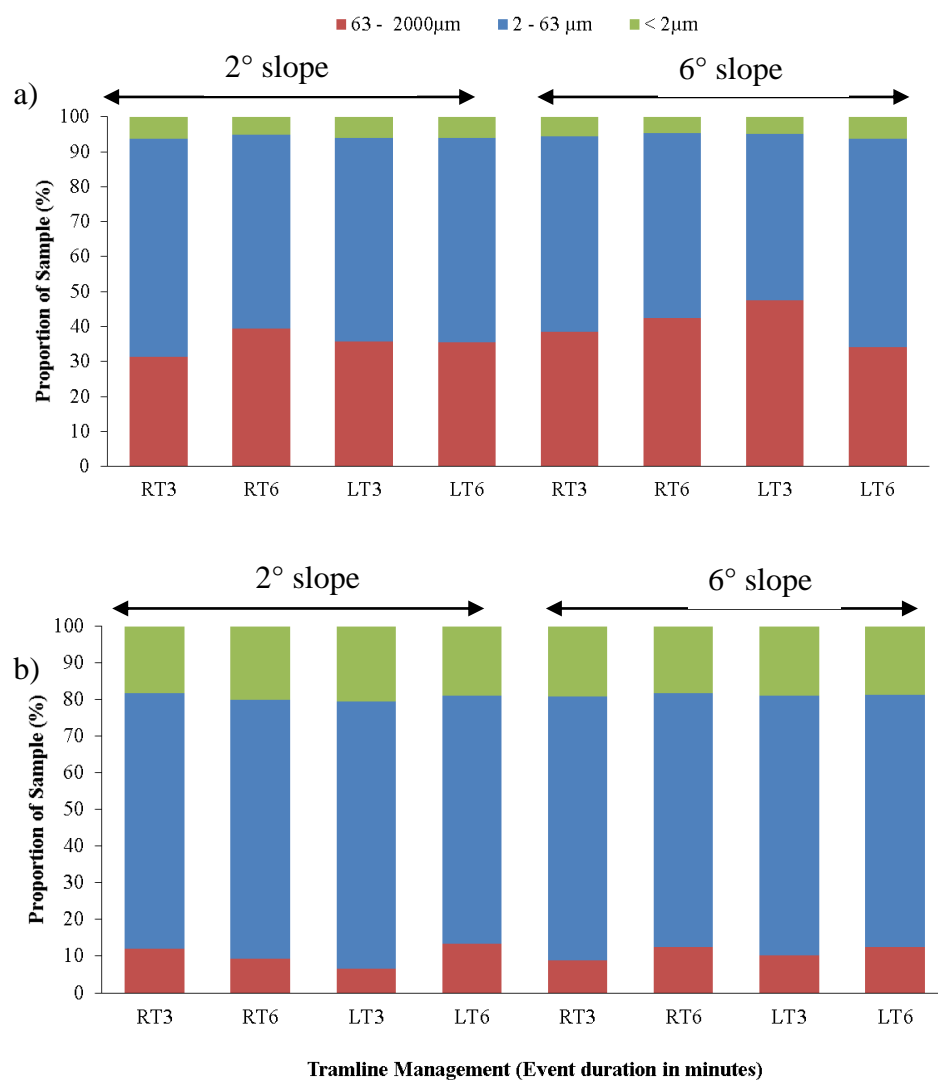 63 - 2000µm 2 - 63 µm < 2µm
2° slope 6° slope
a)
Proportion of Sample (%)
100
90
80
70
60
50
40
30
20
10
0
RT3 RT6 LT3 LT6 RT3 RT6 LT3 LT6
2° slope 6° slope
b)
Proportion of Sample (%)
100
90
80
70
60
50
40
30
20
10
0
RT3 RT6 LT3 LT6 RT3 RT6 LT3 LT6
Tramline Management (Event duration in minutes)